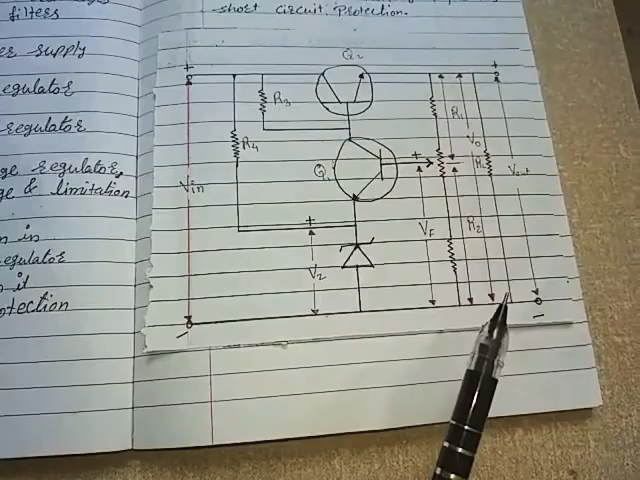 filters
short circuit protection.
er supply
egulator
regulator
ge regulator,
ge & limitation
n in
egulator
n it
otection
Q2
+
+
R3
R1
R4
Vo
Q1
+
RL
Vin
Vout
+
VF
R2
VZ
-
-